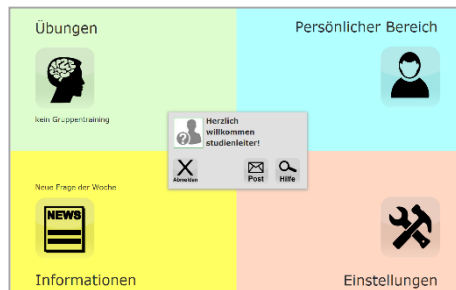 Übungen
Persönlicher Bereich
kein Gruppentraining
Herzlich
willkommen
studienleiter!
Abmelden
Post
Hilfe
Neue Frage der Woche
NEWS
Informationen
Einstellungen